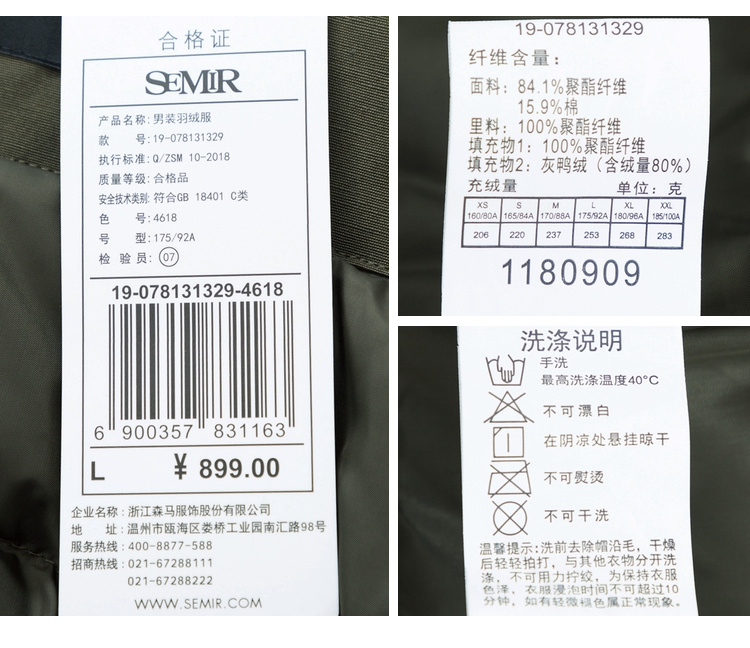 合格证
SEMIR
产品名称:男装羽绒服
款 号:19-078131329
执行标准:Q/ZSM 10-2018
质量等级:合格品
安全技术类别:符合GB 18401 C类
色 号:4618
号 型:175/92A
检 验 员:07
19-078131329-4618
6 900357 831163
L ¥ 899.00
企业名称:浙江森马服饰股份有限公司
地 址:温州市瓯海区娄桥工业园南汇路98号
服务热线:400-8877-588
招商热线:021-67288111
021-67288222
WWW.SEMIR.COM
19-078131329
纤维含量:
面料: 84.1%聚酯纤维
15.9%棉
里料: 100%聚酯纤维
填充物1: 100%聚酯纤维
填充物2: 灰鸭绒(含绒量80%)
充绒量 单位: 克
XS S M L XL XXL
160/80A 165/84A 170/88A 175/92A 180/96A 185/100A
206 220 237 253 268 283
1180909
洗涤说明
手洗
最高洗涤温度40°C
不可漂白
在阴凉处悬挂晾干
不可熨烫
不可干洗
温馨提示:洗前去除帽沿毛,干燥
后轻轻拍打,与其他衣物分开洗
涤,不可用力拧绞,为保持衣服
色泽,衣服浸泡时间不可超过10
分钟,如有轻微褪色属正常现象。